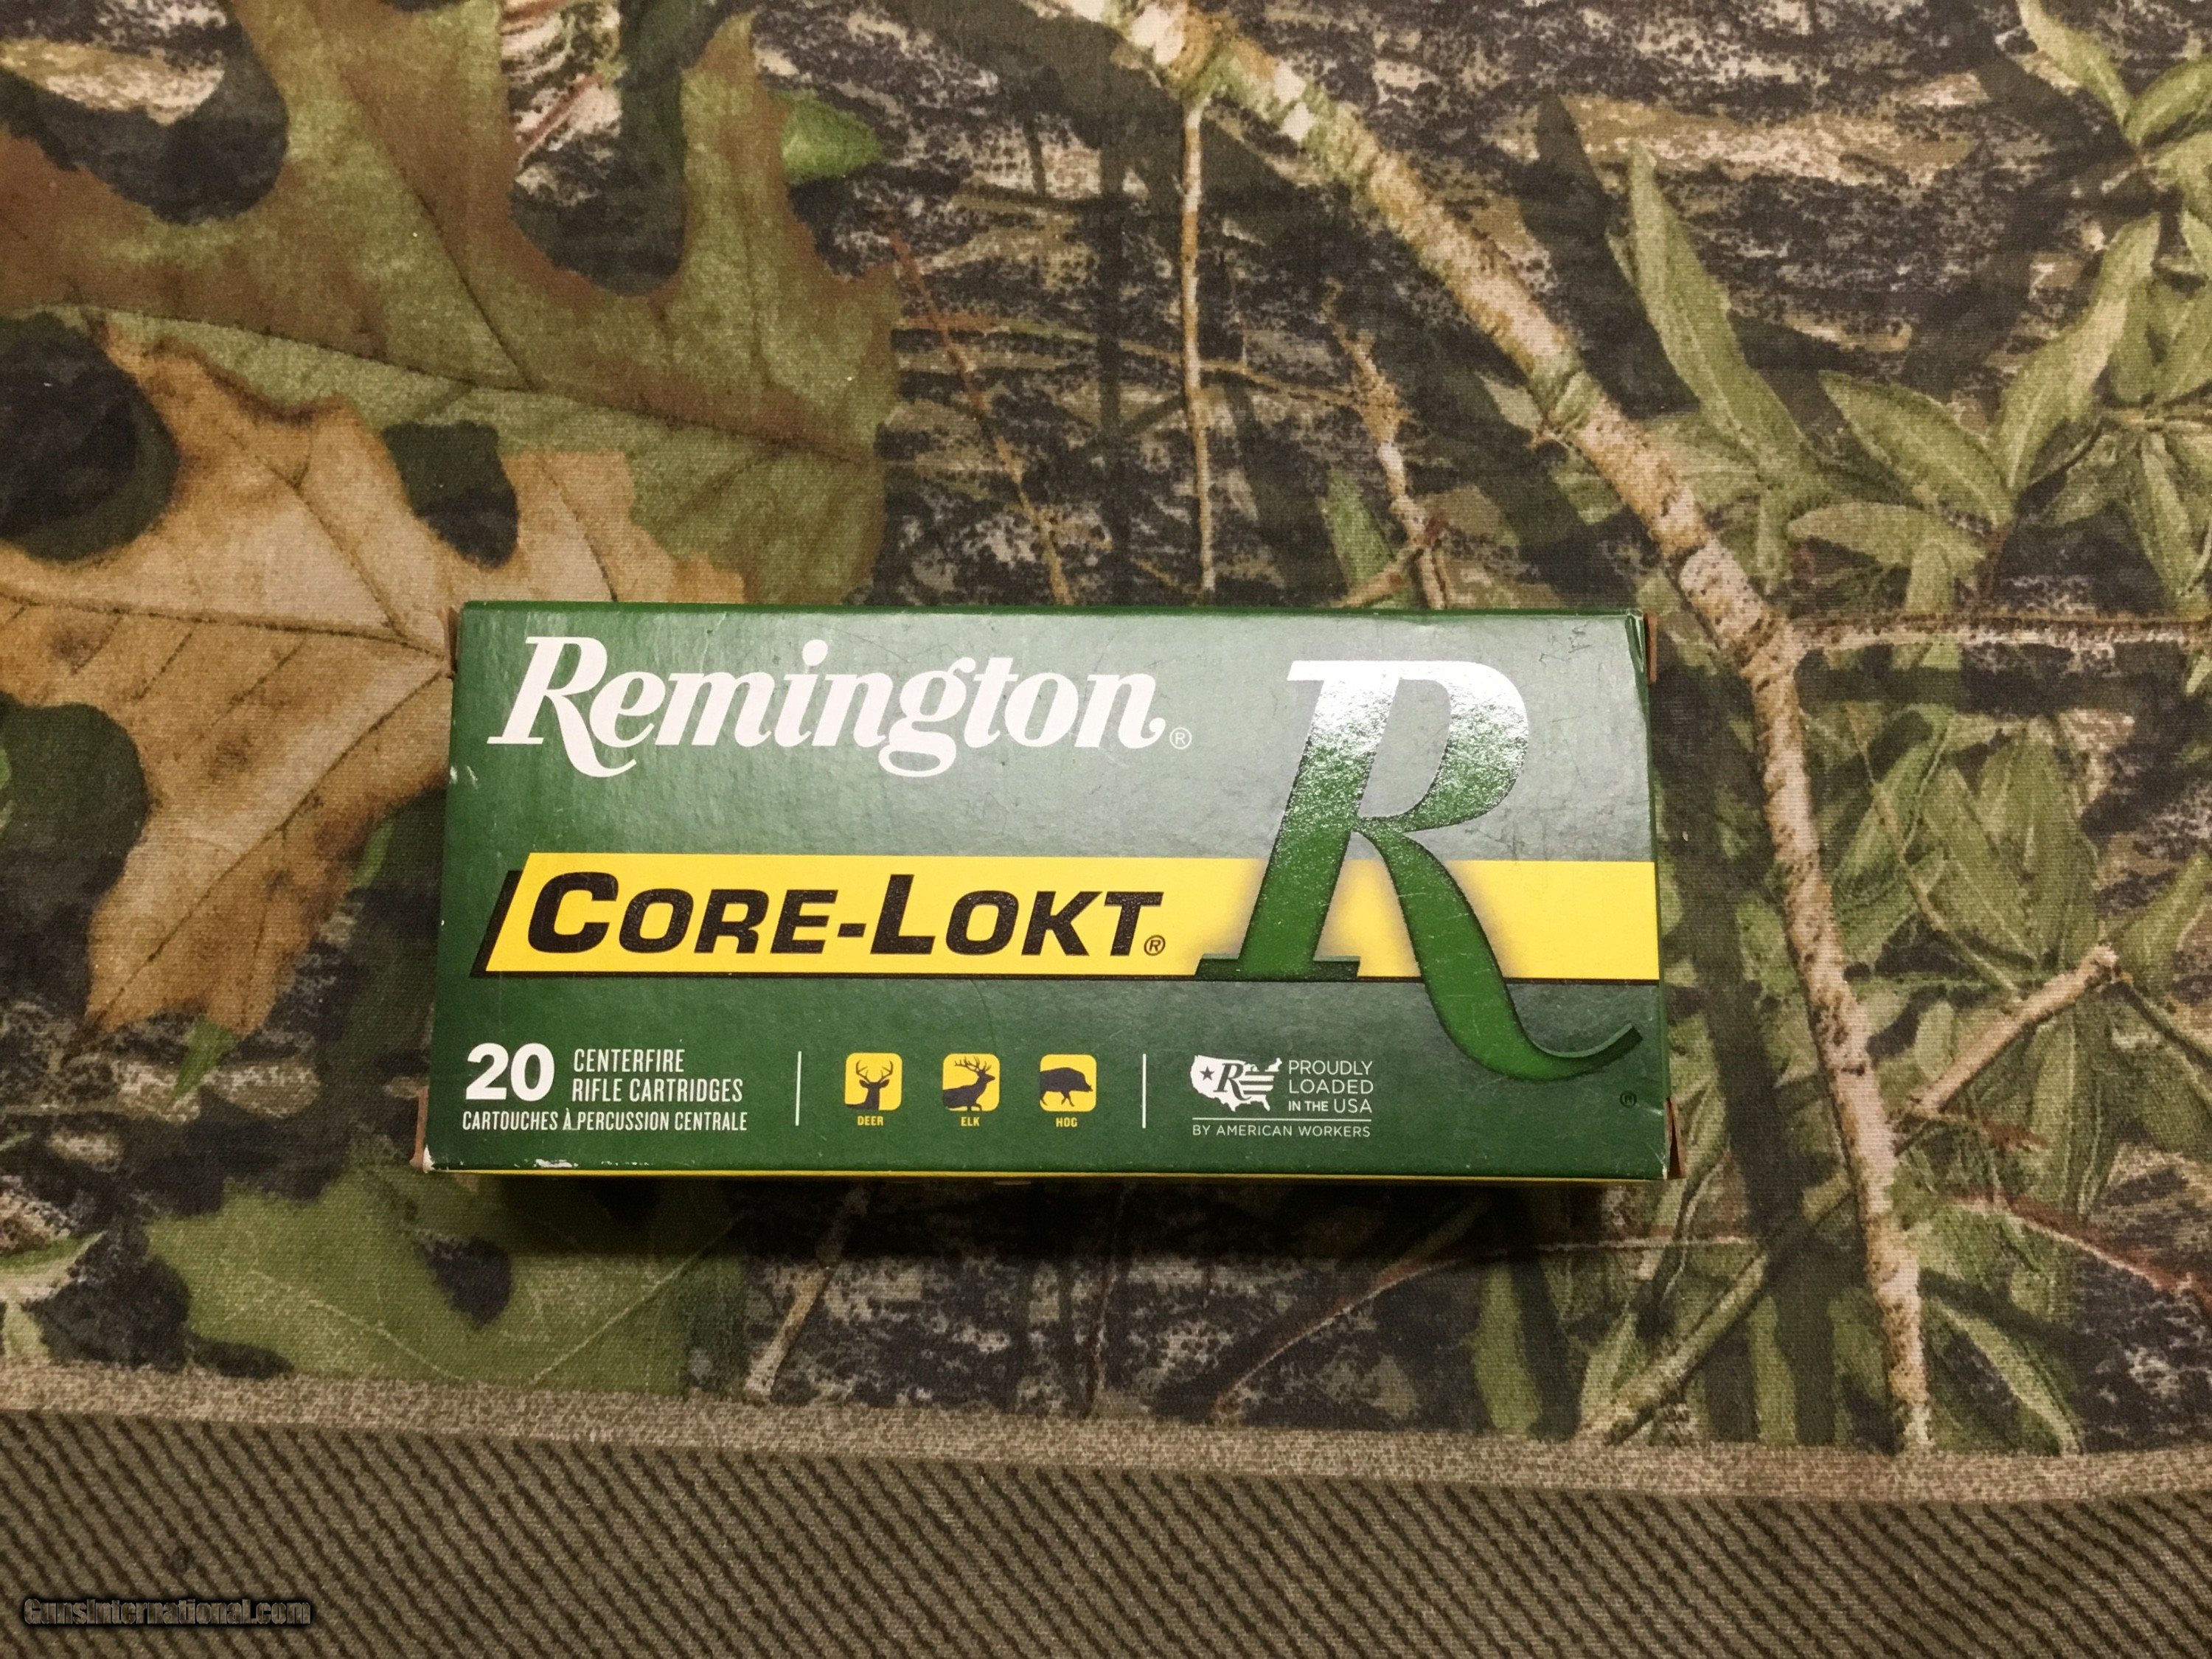 Remington®
R
CORE-LOKT®
20 CENTERFIRE
RIFLE CARTRIDGES
CARTOUCHES À PERCUSSION CENTRALE
DEER
ELK
HOG
R
PROUDLY
LOADED
IN THE USA
BY AMERICAN WORKERS
®
GunsInternational.com